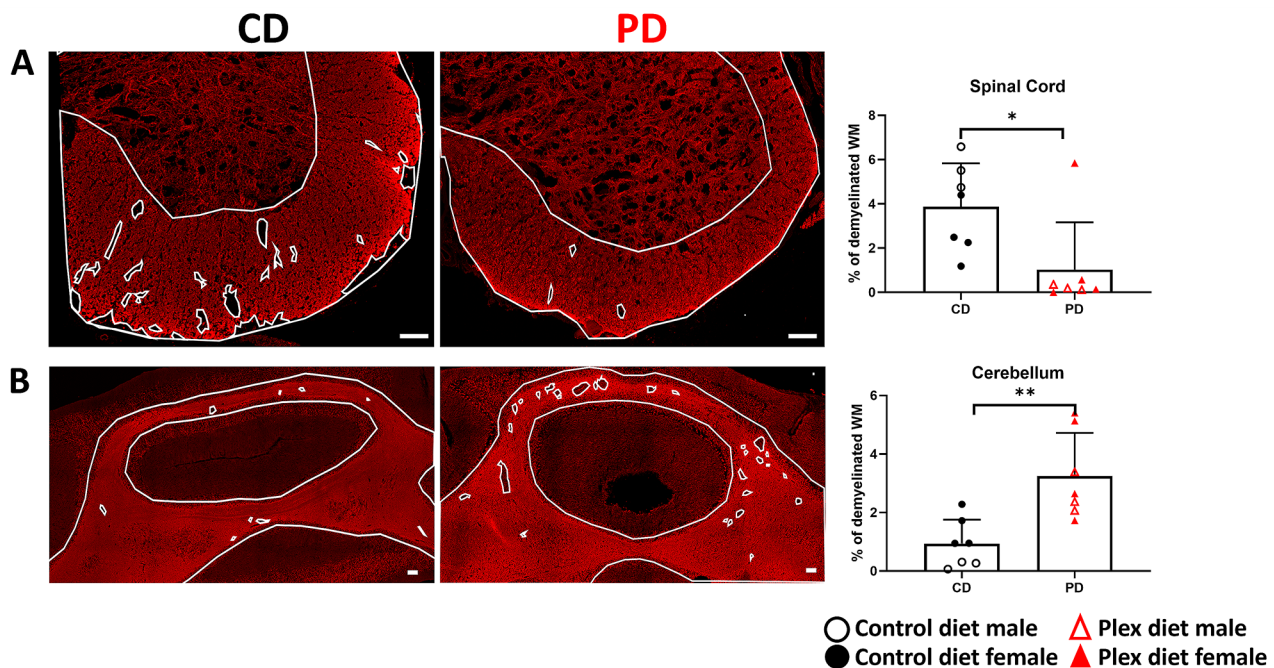 CD PD
A
Spinal Cord
*
% of demyelinated WM
8
6
4
2
0
CD PD
B
Cerebellum
**
% of demyelinated WM
6
4
2
0
CD PD
Control diet male Plex diet male
Control diet female Plex diet female